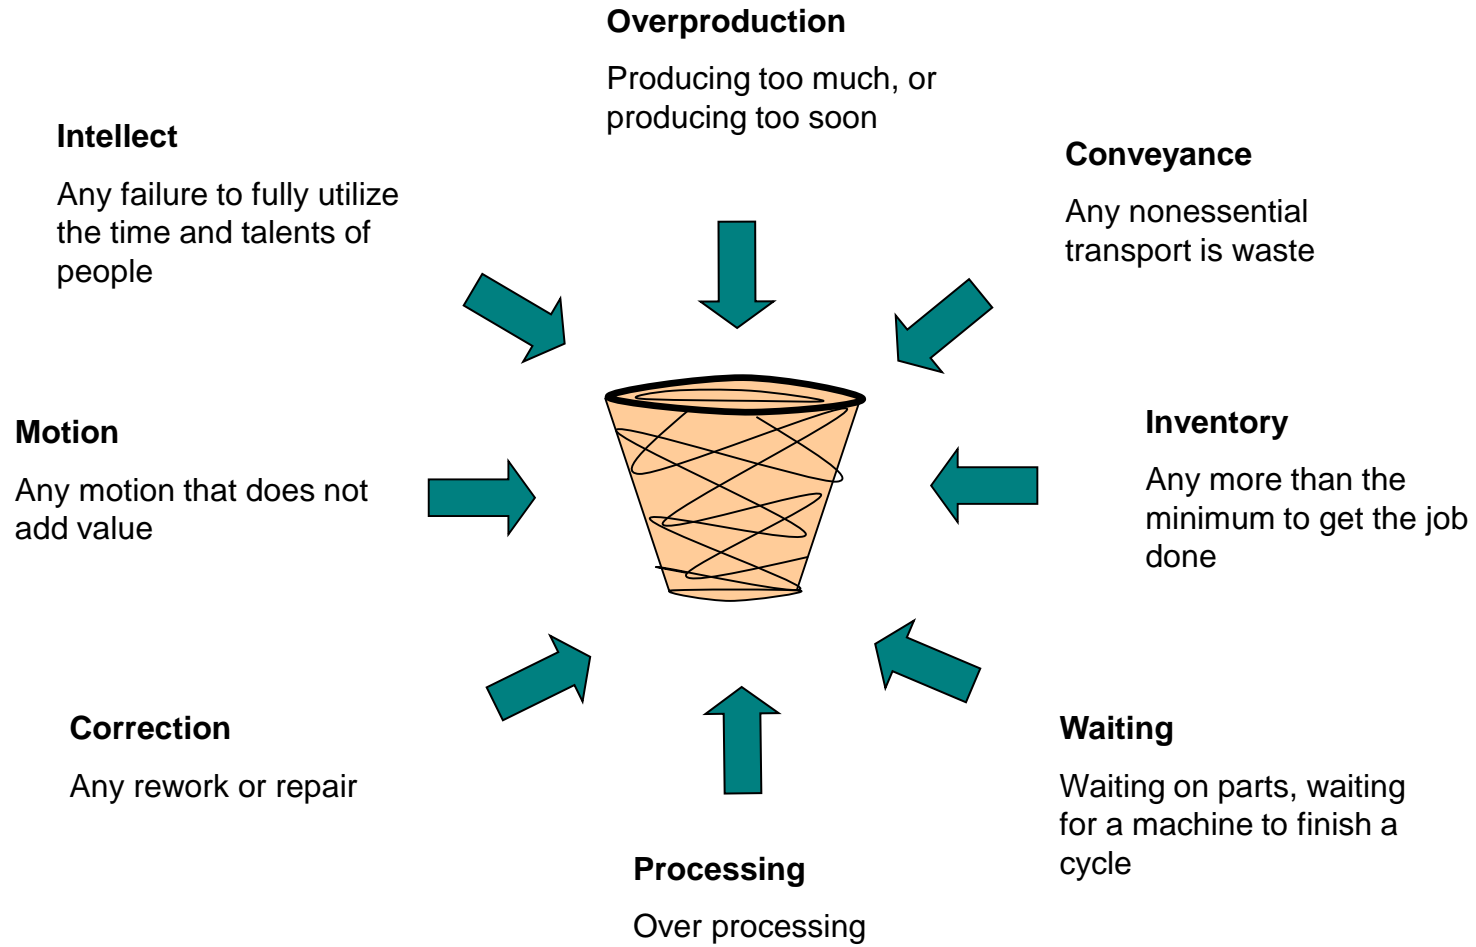 Overproduction
Producing too much, or
producing too soon
Intellect
Any failure to fully utilize
the time and talents of
people
Conveyance
Any nonessential
transport is waste
Motion
Any motion that does not
add value
Inventory
Any more than the
minimum to get the job
done
Correction
Any rework or repair
Waiting
Waiting on parts, waiting
for a machine to finish a
cycle
Processing
Over processing